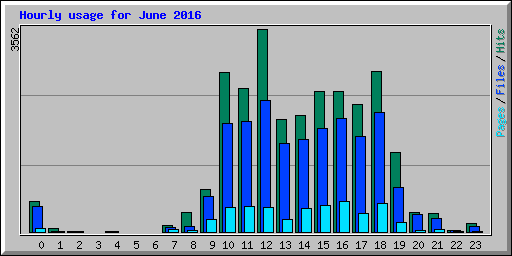 Hourly usage for June 2016
3562
Pages/Files/Hits
0 1 2 3 4 5 6 7 8 9 10 11 12 13 14 15 16 17 18 19 20 21 22 23